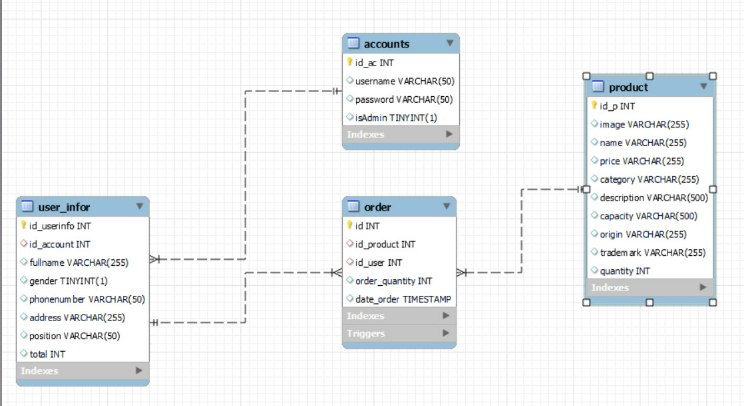 accounts
id_ac INT
username VARCHAR(50)
password VARCHAR(50)
isAdmin TINYINT(1)
Indexes
product
id_p INT
image VARCHAR(255)
name VARCHAR(255)
price VARCHAR(255)
category VARCHAR(255)
description VARCHAR(500)
capacity VARCHAR(500)
origin VARCHAR(255)
trademark VARCHAR(255)
quantity INT
Indexes
user_infor
id_userinfo INT
id_account INT
fullname VARCHAR(255)
gender TINYINT(1)
phonenumber VARCHAR(50)
address VARCHAR(255)
position VARCHAR(50)
total INT
Indexes
order
id INT
id_product INT
id_user INT
order_quantity INT
date_order TIMESTAMP
Indexes
Triggers